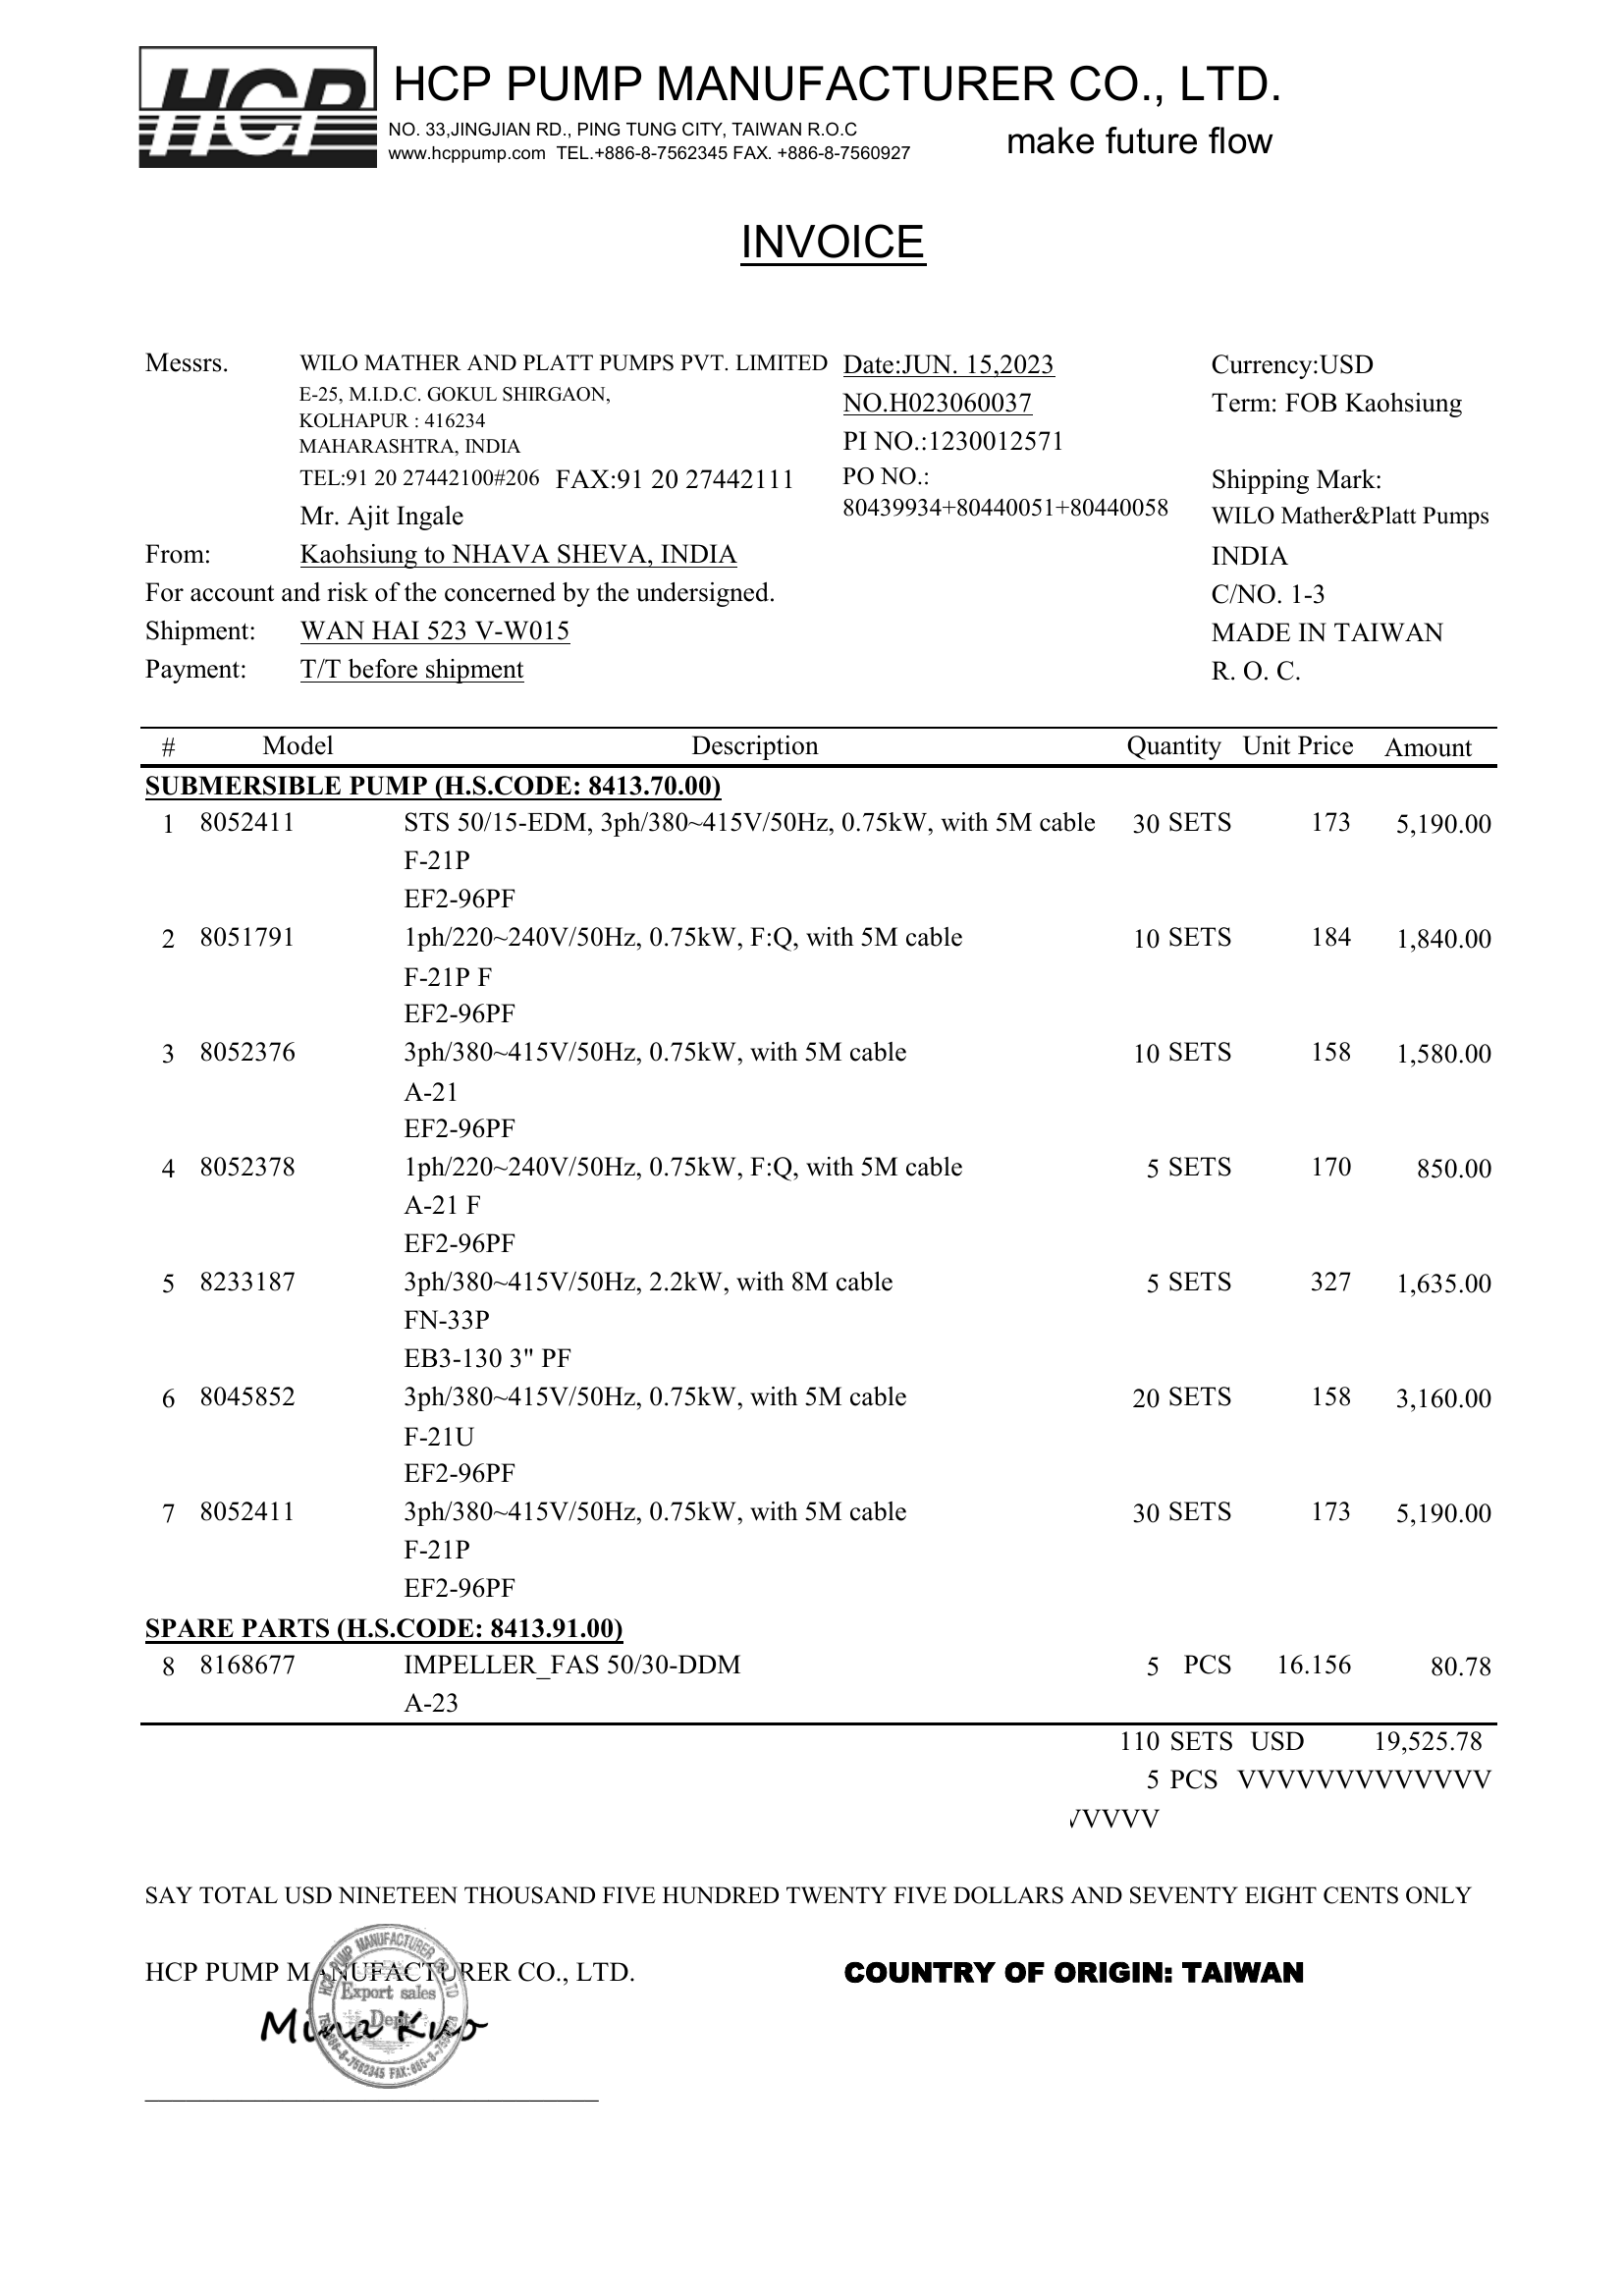 HCP
HCP PUMP MANUFACTURER CO., LTD.
NO. 33,JINGJIAN RD., PING TUNG CITY, TAIWAN R.O.C
www.hcppump.com TEL.+886-8-7562345 FAX. +886-8-7560927
make future flow
INVOICE
Messrs. WILO MATHER AND PLATT PUMPS PVT. LIMITED Date:JUN. 15,2023 Currency:USD
E-25, M.I.D.C. GOKUL SHIRGAON,
NO.H023060037 Term: FOB Kaohsiung
KOLHAPUR : 416234
MAHARASHTRA, INDIA PI NO.:1230012571
TEL:91 20 27442100#206 FAX:91 20 27442111 PO NO.: Shipping Mark:
Mr. Ajit Ingale 80439934+80440051+80440058 WILO Mather&Platt Pumps
From: Kaohsiung to NHAVA SHEVA, INDIA INDIA
For account and risk of the concerned by the undersigned. C/NO. 1-3
Shipment: WAN HAI 523 V-W015 MADE IN TAIWAN
Payment: T/T before shipment R. O. C.
# Model Description Quantity Unit Price Amount
SUBMERSIBLE PUMP (H.S.CODE: 8413.70.00)
1 8052411 STS 50/15-EDM, 3ph/380~415V/50Hz, 0.75kW, with 5M cable 30 SETS 173 5,190.00
F-21P
EF2-96PF
2 8051791 1ph/220~240V/50Hz, 0.75kW, F:Q, with 5M cable 10 SETS 184 1,840.00
F-21P F
EF2-96PF
3 8052376 3ph/380~415V/50Hz, 0.75kW, with 5M cable 10 SETS 158 1,580.00
A-21
EF2-96PF
4 8052378 1ph/220~240V/50Hz, 0.75kW, F:Q, with 5M cable 5 SETS 170 850.00
A-21 F
EF2-96PF
5 8233187 3ph/380~415V/50Hz, 2.2kW, with 8M cable 5 SETS 327 1,635.00
FN-33P
EB3-130 3" PF
6 8045852 3ph/380~415V/50Hz, 0.75kW, with 5M cable 20 SETS 158 3,160.00
F-21U
EF2-96PF
7 8052411 3ph/380~415V/50Hz, 0.75kW, with 5M cable 30 SETS 173 5,190.00
F-21P
EF2-96PF
SPARE PARTS (H.S.CODE: 8413.91.00)
8 8168677 IMPELLER_FAS 50/30-DDM 5 PCS 16.156 80.78
A-23
110 SETS USD 19,525.78
5 PCS VVVVVVVVVVVVV
VVVVV
SAY TOTAL USD NINETEEN THOUSAND FIVE HUNDRED TWENTY FIVE DOLLARS AND SEVENTY EIGHT CENTS ONLY
HCP PUMP MANUFACTURER CO., LTD. COUNTRY OF ORIGIN: TAIWAN
HCP PUMP MANUFACTURER CO.,LTD
Export sales
Dept.
Mina Kuo